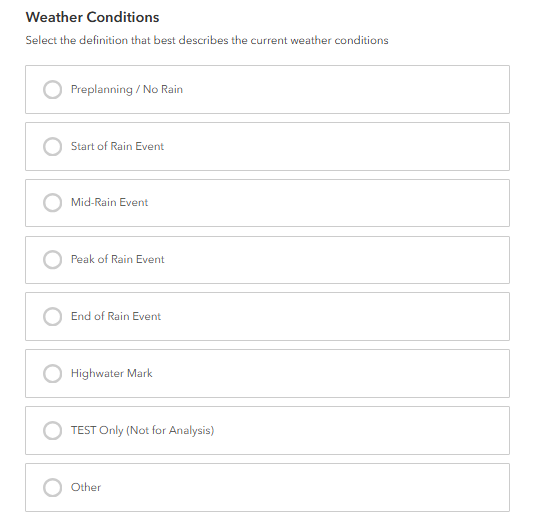 Weather Conditions
Select the definition that best describes the current weather conditions
Preplanning / No Rain
Start of Rain Event
Mid-Rain Event
Peak of Rain Event
End of Rain Event
Highwater Mark
TEST Only (Not for Analysis)
Other